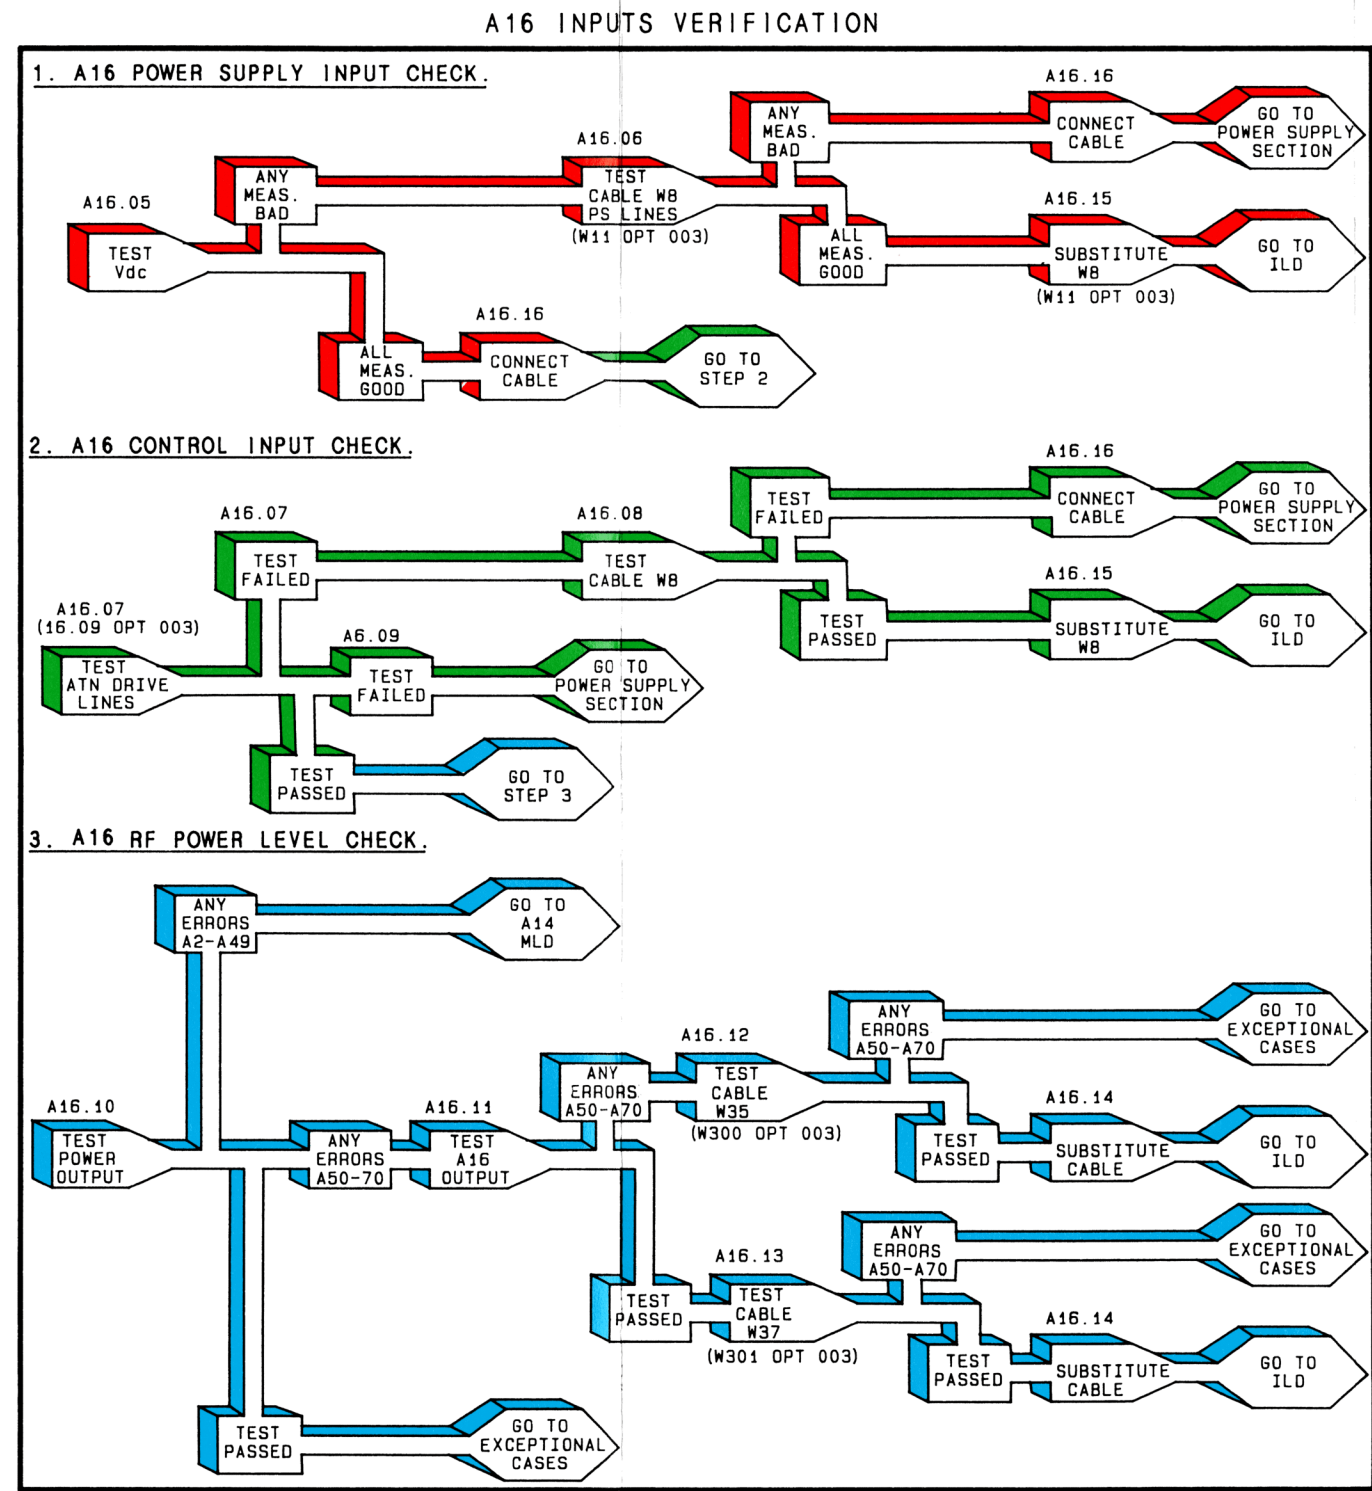 A16 INPUTS VERIFICATION
1. A16 POWER SUPPLY INPUT CHECK.
A16.05
TEST
Vdc
ANY
MEAS.
BAD
A16.06
TEST
CABLE W8
PS LINES
(W11 OPT 003)
ANY
MEAS.
BAD
A16.16
CONNECT
CABLE
GO TO
POWER SUPPLY
SECTION
ALL
MEAS.
GOOD
A16.15
SUBSTITUTE
W8
(W11 OPT 003)
GO TO
ILD
ALL
MEAS.
GOOD
A16.16
CONNECT
CABLE
GO TO
STEP 2
2. A16 CONTROL INPUT CHECK.
A16.07
(16.09 OPT 003)
TEST
ATN DRIVE
LINES
A16.07
TEST
FAILED
A16.08
TEST
CABLE W8
TEST
FAILED
A16.16
CONNECT
CABLE
GO TO
POWER SUPPLY
SECTION
TEST
PASSED
A16.15
SUBSTITUTE
W8
GO TO
ILD
A6.09
TEST
FAILED
GO TO
POWER SUPPLY
SECTION
TEST
PASSED
GO TO
STEP 3
3. A16 RF POWER LEVEL CHECK.
ANY
ERRORS
A2-A49
GO TO
A14
MLD
A16.10
TEST
POWER
OUTPUT
ANY
ERRORS
A50-70
A16.11
TEST
A16
OUTPUT
ANY
ERRORS
A50-A70
A16.12
TEST
CABLE
W35
(W300 OPT 003)
ANY
ERRORS
A50-A70
GO TO
EXCEPTIONAL
CASES
TEST
PASSED
A16.14
SUBSTITUTE
CABLE
GO TO
ILD
TEST
PASSED
A16.13
TEST
CABLE
W37
(W301 OPT 003)
ANY
ERRORS
A50-A70
GO TO
EXCEPTIONAL
CASES
TEST
PASSED
A16.14
SUBSTITUTE
CABLE
GO TO
ILD
TEST
PASSED
GO TO
EXCEPTIONAL
CASES